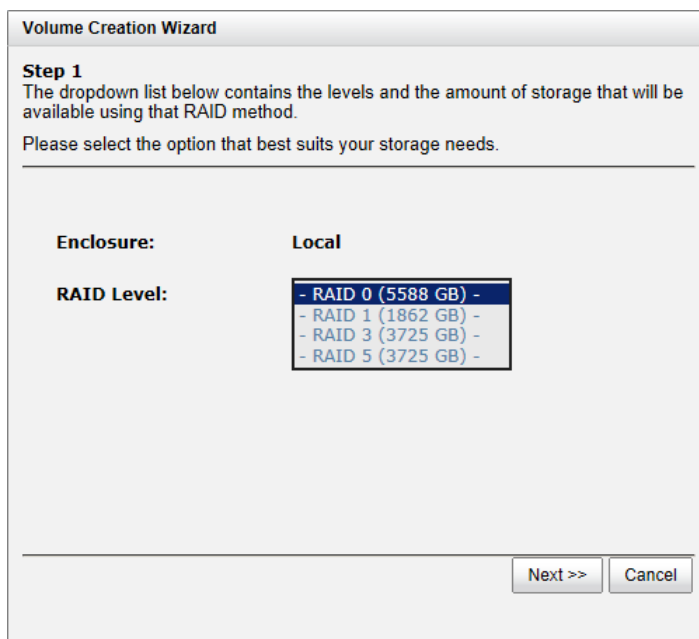 Volume Creation Wizard
Step 1
The dropdown list below contains the levels and the amount of storage that will be
available using that RAID method.
Please select the option that best suits your storage needs.
Enclosure: Local
RAID Level: - RAID 0 (5588 GB) -
- RAID 1 (1862 GB) -
- RAID 3 (3725 GB) -
- RAID 5 (3725 GB) -
Next >> Cancel